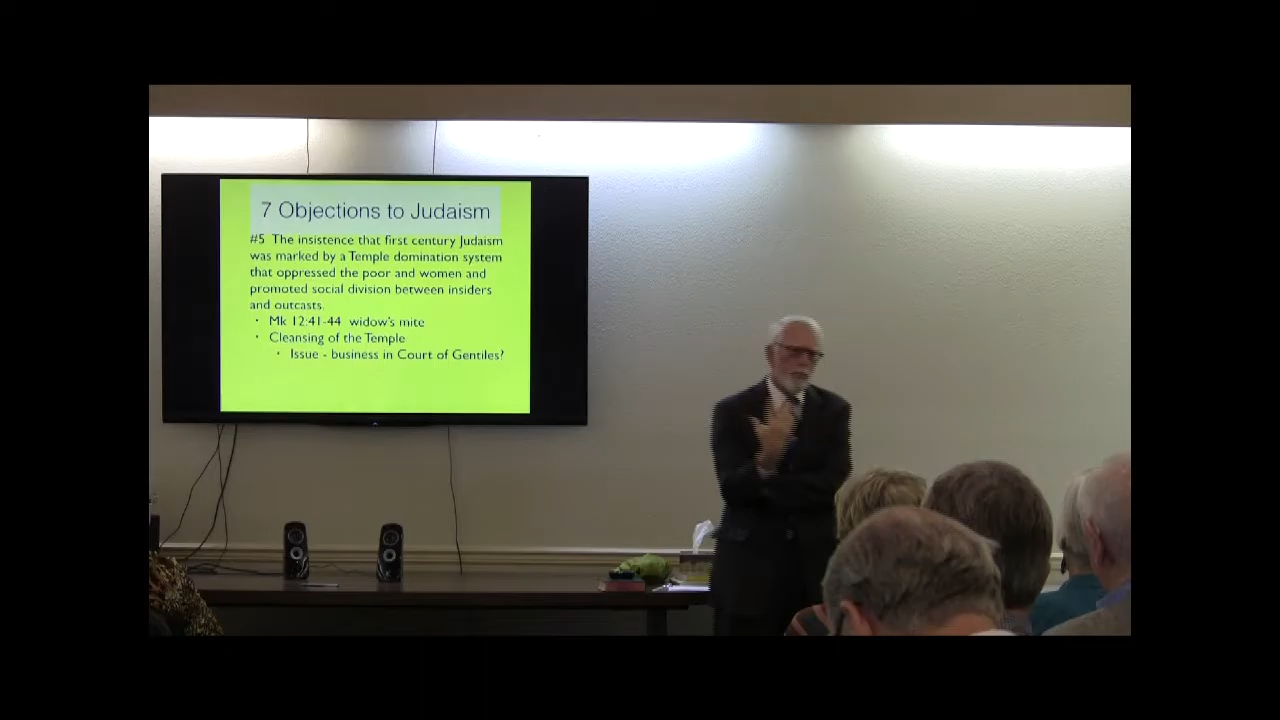 7 Objections to Judaism
#5 The insistence that first century Judaism
was marked by a Temple domination system
that oppressed the poor and women and
promoted social division between insiders
and outcasts.
• Mk 12:41-44 widow's mite
• Cleansing of the Temple
• Issue - business in Court of Gentiles?